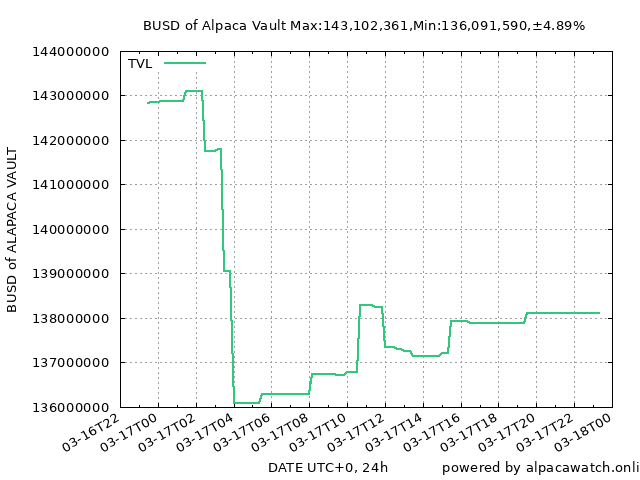 BUSD of Alpaca Vault Max:143,102,361,Min:136,091,590,±4.89%
144000000
TVL
143000000
142000000
141000000
140000000
139000000
138000000
137000000
136000000
BUSD of ALAPACA VAULT
03-16T22
03-17T00
03-17T02
03-17T04
03-17T06
03-17T08
03-17T10
03-17T12
03-17T14
03-17T16
03-17T18
03-17T20
03-17T22
03-18T00
DATE UTC+0, 24h
powered by alpacawatch.onli